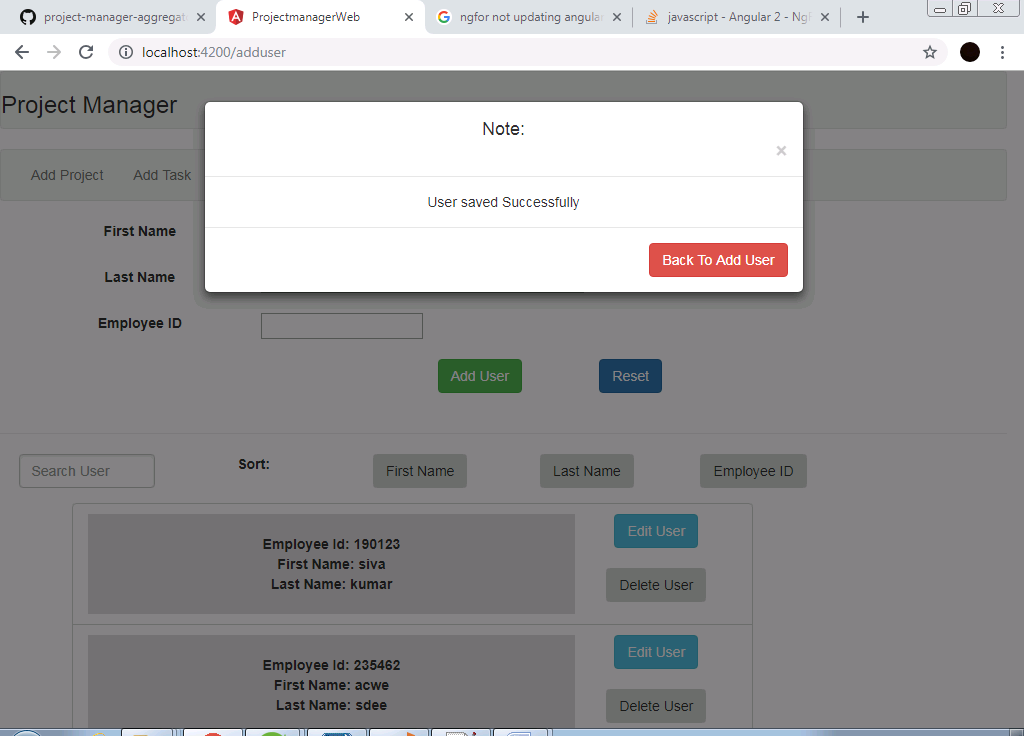 project-manager-aggregat
ProjectmanagerWeb
ngfor not updating angular
javascript - Angular 2 - Ngf
localhost:4200/adduser
Project Manager
Note:
×
Add Project
Add Task
User saved Successfully
Back To Add User
First Name
Last Name
Employee ID
Add User
Reset
Search User
Sort:
First Name
Last Name
Employee ID
Employee Id: 190123
First Name: siva
Last Name: kumar
Edit User
Delete User
Employee Id: 235462
First Name: acwe
Last Name: sdee
Edit User
Delete User